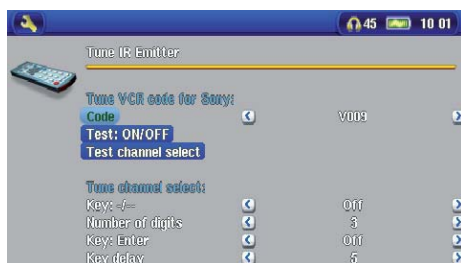 45 10 01
Tune IR Emitter
Tune VCR code for Sony:
Code V009
Test: ON/OFF
Test channel select
Tune channel select:
Key: -/-- Off
Number of digits 3
Key: Enter Off
Key delay 5